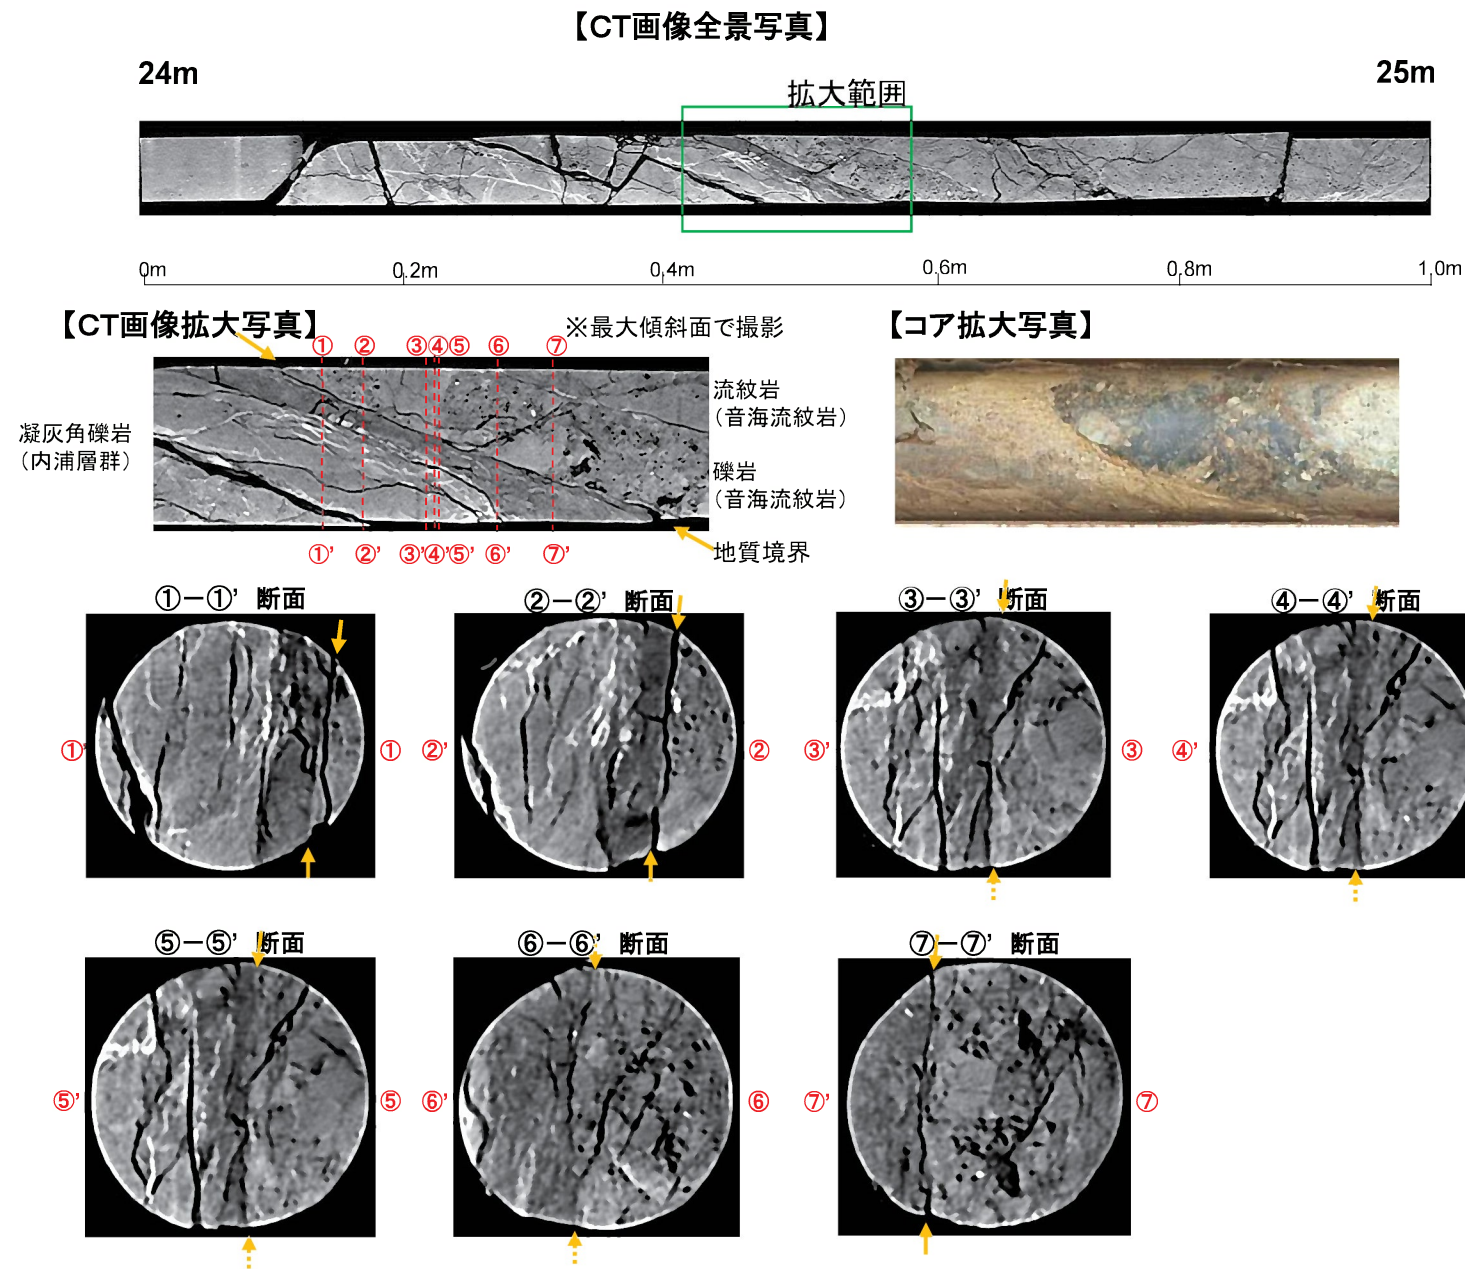 【CT画像全景写真】
24m
25m
拡大範囲
0m
0.2m
0.4m
0.6m
0.8m
1.0m
【CT画像拡大写真】
※最大傾斜面で撮影
【コア拡大写真】
① ② ③ ④ ⑤ ⑥ ⑦
凝灰角礫岩
（内浦層群）
流紋岩
（音海流紋岩）
礫岩
（音海流紋岩）
地質境界
①’ ②’ ③’ ④’ ⑤’ ⑥’ ⑦’
①－①’ 断面
②－②’ 断面
③－③’ 断面
④－④’ 断面
①’ ①
②’ ②
③’ ③
④’
⑤－⑤’ 断面
⑥－⑥’ 断面
⑦－⑦’ 断面
⑤’ ⑤
⑥’ ⑥
⑦’ ⑦